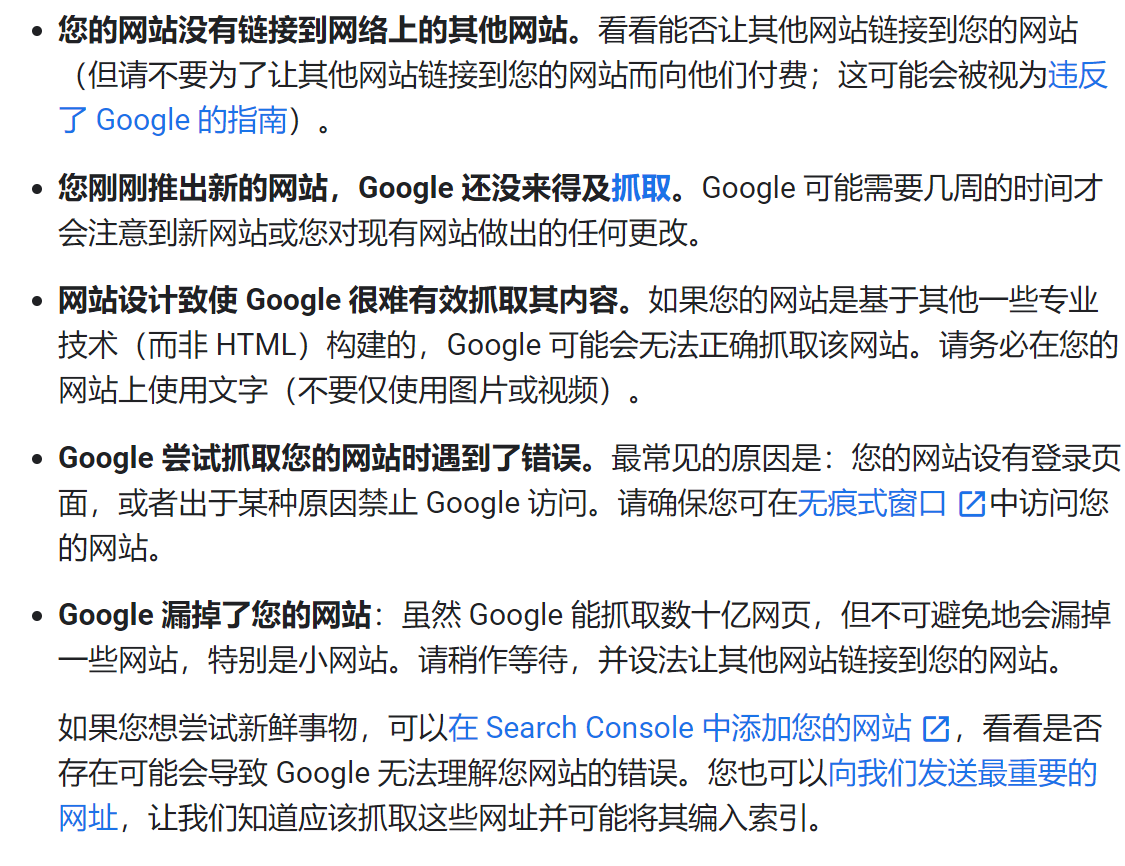 您的网站没有链接到网络上的其他网站。看看能否让其他网站链接到您的网站
（但请不要为了让其他网站链接到您的网站而向他们付费；这可能会被视为违反
了 Google 的指南）。
您刚刚推出新的网站，Google 还没来得及抓取。Google 可能需要几周的时间才
会注意到新网站或您对现有网站做出的任何更改。
网站设计致使 Google 很难有效抓取其内容。如果您的网站是基于其他一些专业
技术（而非 HTML）构建的，Google 可能会无法正确抓取该网站。请务必在您的
网站上使用文字（不要仅使用图片或视频）。
Google 尝试抓取您的网站时遇到了错误。最常见的原因是：您的网站设有登录页
面，或者出于某种原因禁止 Google 访问。请确保您可在无痕式窗口中访问您
的网站。
Google 漏掉了您的网站：虽然 Google 能抓取数十亿网页，但不可避免地会漏掉
一些网站，特别是小网站。请稍作等待，并设法让其他网站链接到您的网站。
如果您想尝试新鲜事物，可以在 Search Console 中添加您的网站，看看是否
存在可能会导致 Google 无法理解您网站的错误。您也可以向我们发送最重要的
网址，让我们知道应该抓取这些网址并可能将其编入索引。